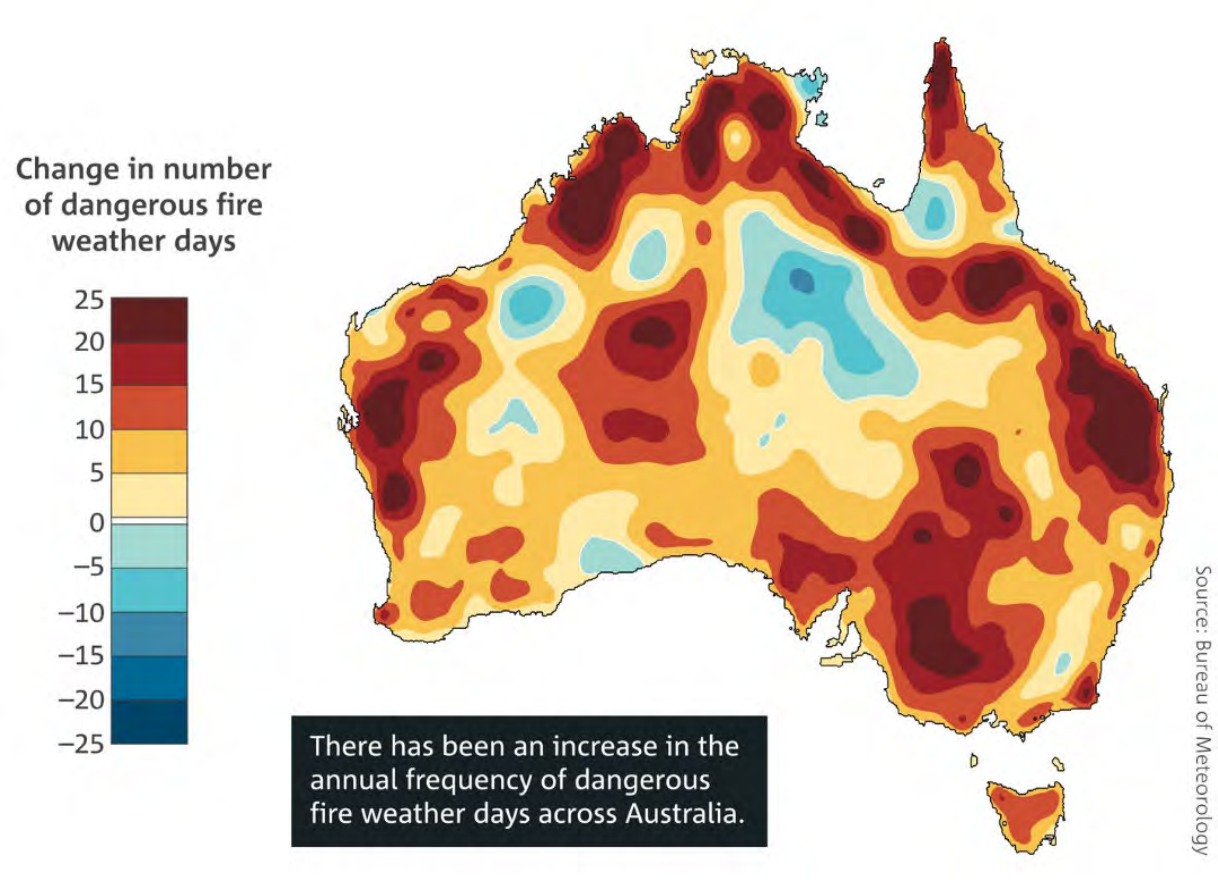 Change in number
of dangerous fire
weather days
25
20
15
10
5
0
–5
–10
–15
–20
–25
There has been an increase in the
annual frequency of dangerous
fire weather days across Australia.
Source: Bureau of Meteorology